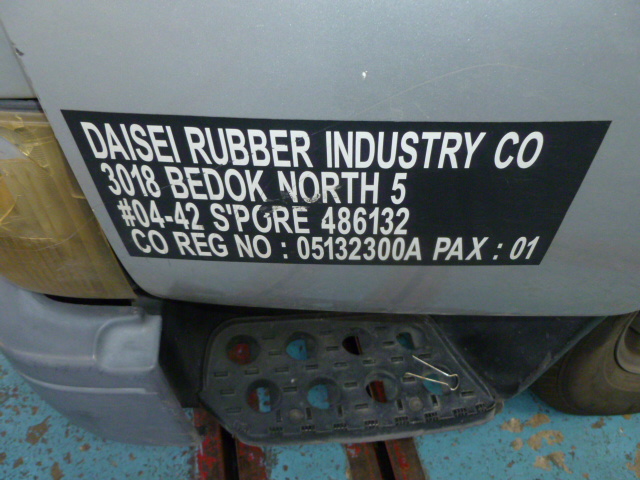 DAISEI RUBBER INDUSTRY CO
3018 BEDOK NORTH 5
#04-42 S'PORE 486132
CO REG NO : 05132300A PAX : 01